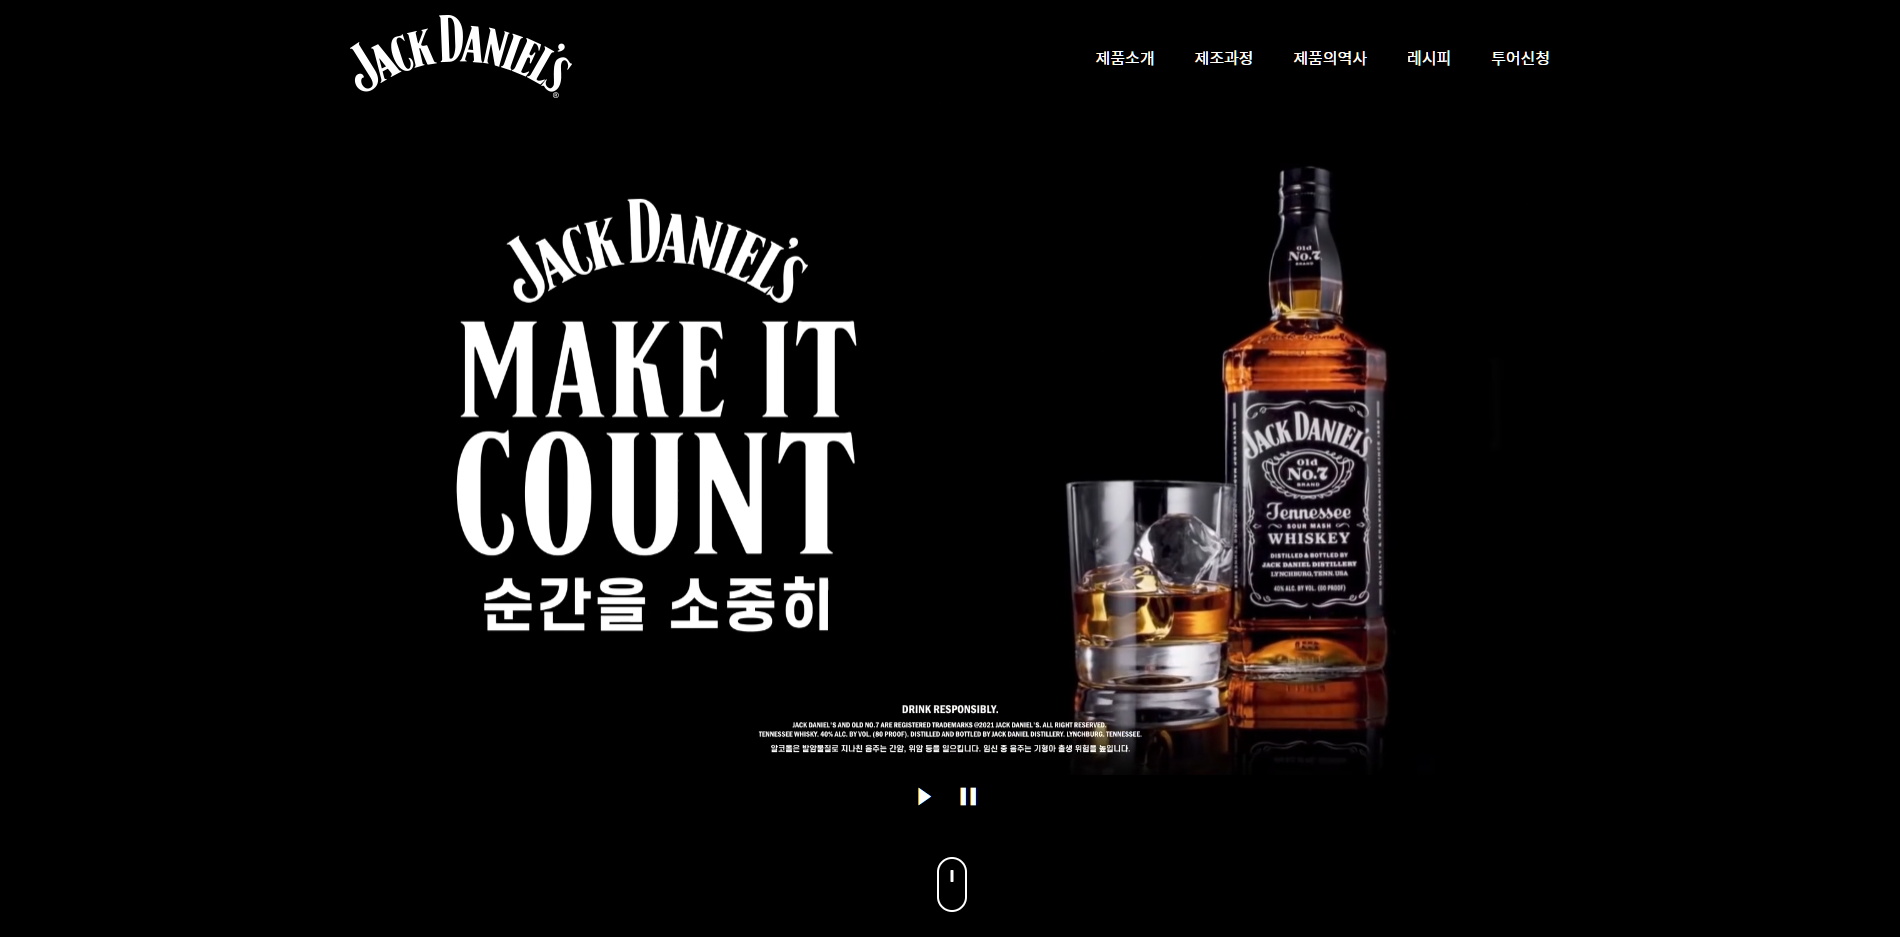 JACK DANIEL'S
®
제품소개 제조과정 제품의역사 레시피 투어신청
JACK DANIEL'S
MAKE IT
COUNT
순간을 소중히
Old
No.7
BRAND
JACK DANIEL'S
Old
No.7
BRAND
Tennessee
SOUR MASH
WHISKEY
DISTILLED & BOTTLED BY
JACK DANIEL DISTILLERY
LYNCHBURG, TENN. USA
40% ALC. BY VOL. (80 PROOF)
DRINK RESPONSIBLY.
JACK DANIEL'S AND OLD NO.7 ARE REGISTERED TRADEMARKS @2021 JACK DANIEL'S. ALL RIGHT RESERVED.
TENNESSEE WHISKY. 40% ALC. BY VOL. (80 PROOF). DISTILLED AND BOTTLED BY JACK DANIEL DISTILLERY. LYNCHBURG, TENNESSEE.
알코올은 발암물질로 지나친 음주는 간암, 위암 등을 일으킵니다. 임신 중 음주는 기형아 출생 위험을 높입니다.